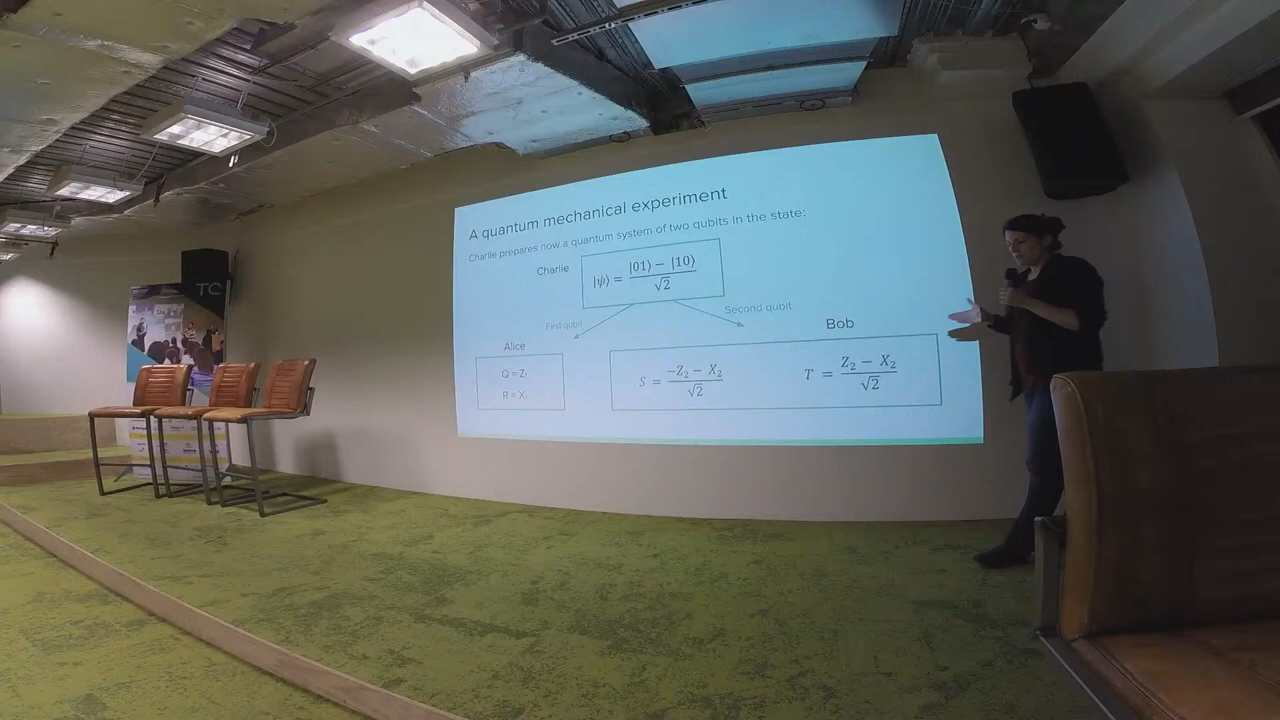 A quantum mechanical experiment
Charlie prepares now a quantum system of two qubits in the state:
Charlie
|ψ⟩ = (|01⟩ − |10⟩)/√2
First qubit
Second qubit
Alice
Bob
Q = Z₁
R = X₁
S = (−Z₂ − X₂)/√2
T = (Z₂ − X₂)/√2
TC